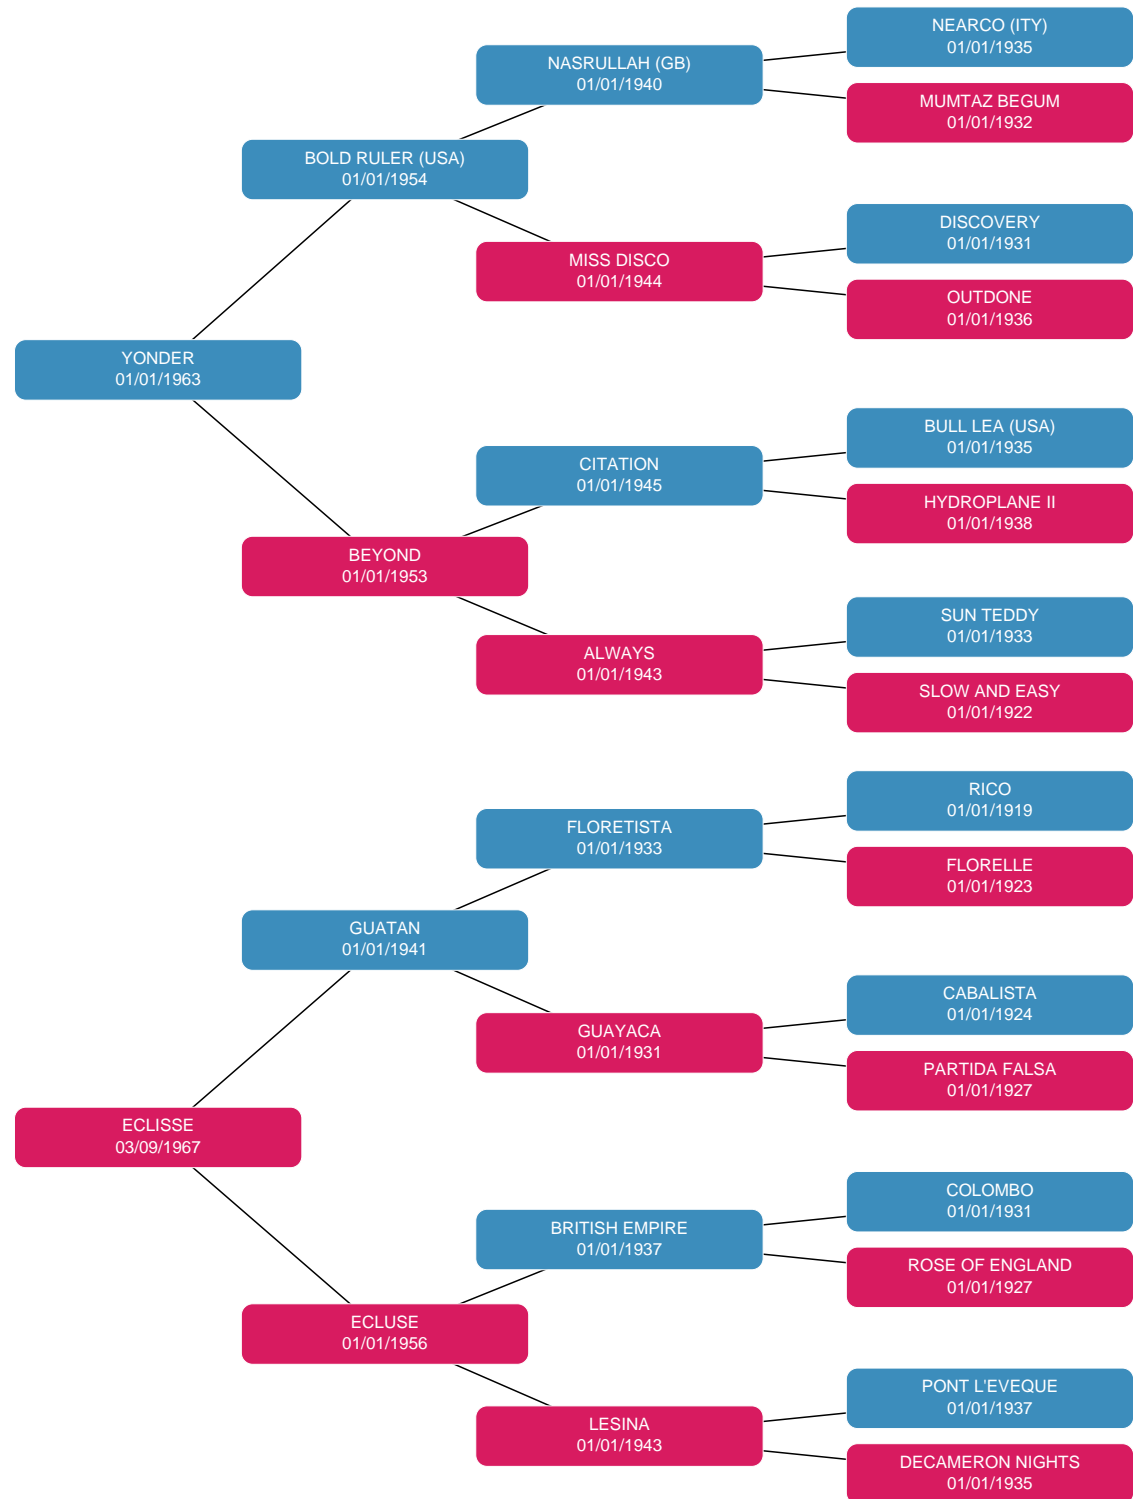 NEARCO (ITY)
01/01/1935
NASRULLAH (GB)
01/01/1940
MUMTAZ BEGUM
01/01/1932
BOLD RULER (USA)
01/01/1954
DISCOVERY
01/01/1931
MISS DISCO
01/01/1944
OUTDONE
01/01/1936
YONDER
01/01/1963
BULL LEA (USA)
01/01/1935
CITATION
01/01/1945
HYDROPLANE II
01/01/1938
BEYOND
01/01/1953
SUN TEDDY
01/01/1933
ALWAYS
01/01/1943
SLOW AND EASY
01/01/1922
RICO
01/01/1919
FLORETISTA
01/01/1933
FLORELLE
01/01/1923
GUATAN
01/01/1941
CABALISTA
01/01/1924
GUAYACA
01/01/1931
PARTIDA FALSA
01/01/1927
ECLISSE
03/09/1967
COLOMBO
01/01/1931
BRITISH EMPIRE
01/01/1937
ROSE OF ENGLAND
01/01/1927
ECLUSE
01/01/1956
PONT L'EVEQUE
01/01/1937
LESINA
01/01/1943
DECAMERON NIGHTS
01/01/1935